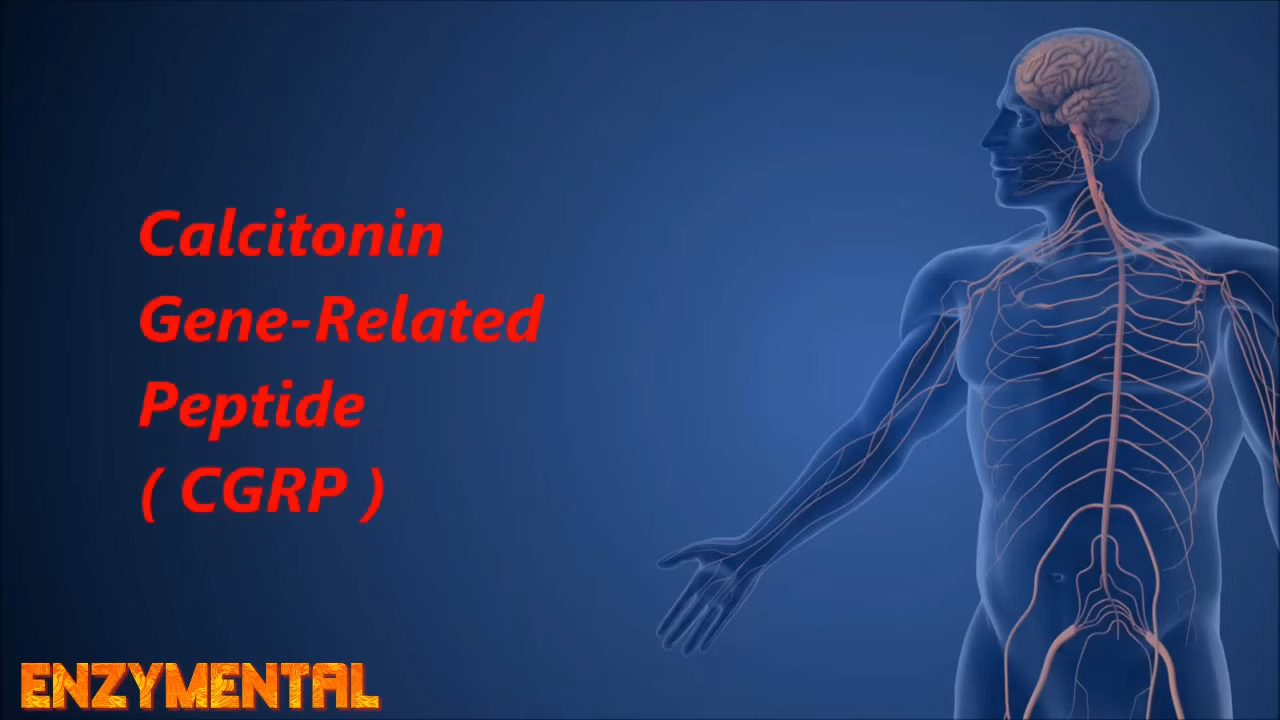 Calcitonin
Gene-Related
Peptide
( CGRP )
ENZYMENTAL